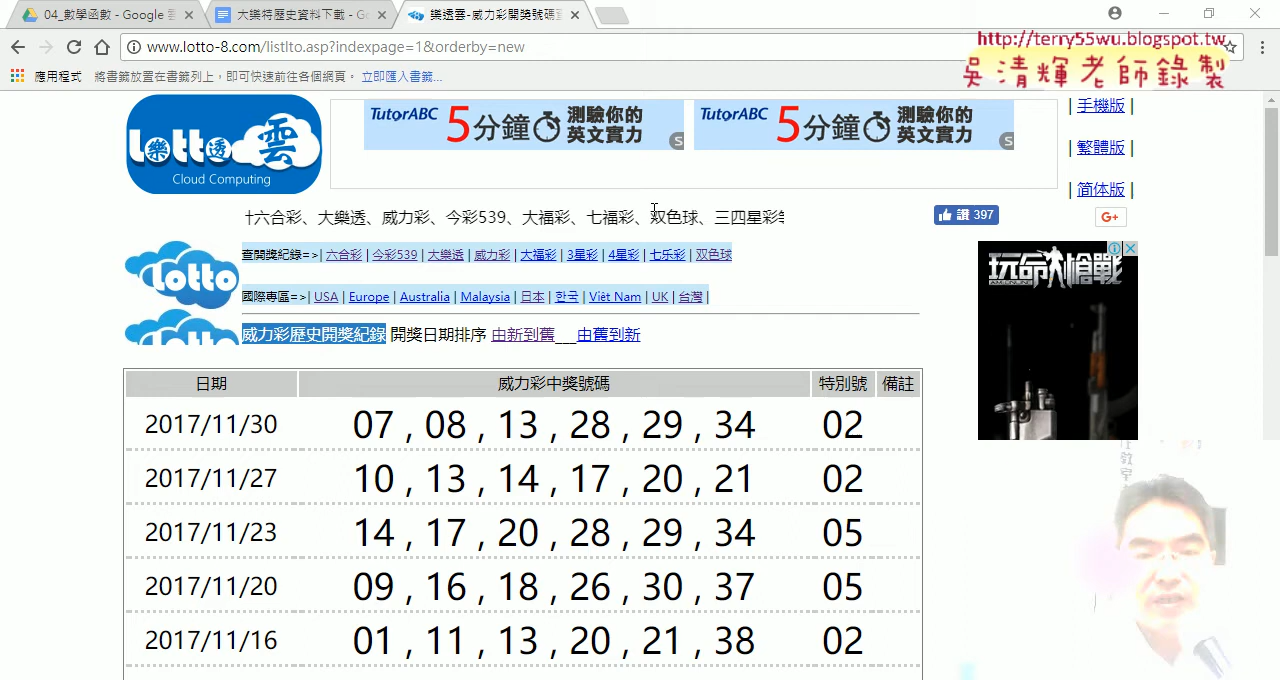 04_數學函數 - Google 雲
大樂特歷史資料下載 - Go
樂透雲-威力彩開獎號碼查
www.lotto-8.com/listlto.asp?indexpage=1&orderby=new
http://terry55wu.blogspot.tw
吳清輝老師錄製
應用程式 將書籤放置在書籤列上，即可快速前往各個網頁。 立即匯入書籤...
Lotto 樂透雲
Cloud Computing
TutorABC 5分鐘 測驗你的英文實力
TutorABC 5分鐘 測驗你的英文實力
| 手機版 |
| 繁體版 |
| 简体版 |
十六合彩、大樂透、威力彩、今彩539、大福彩、七福彩、双色球、三四星彩
讚 397
G+
Lotto
查開獎紀錄=>| 六合彩 | 今彩539 | 大樂透 | 威力彩 | 大福彩 | 3星彩 | 4星彩 | 七乐彩 | 双色球
國際專區=>| USA | Europe | Australia | Malaysia | 日本 | 한국 | Việt Nam | UK | 台灣 |
威力彩歷史開獎紀錄 開獎日期排序 由新到舊___由舊到新
玩命槍戰
日期 威力彩中獎號碼 特別號 備註
2017/11/30 07 , 08 , 13 , 28 , 29 , 34 02
2017/11/27 10 , 13 , 14 , 17 , 20 , 21 02
2017/11/23 14 , 17 , 20 , 28 , 29 , 34 05
2017/11/20 09 , 16 , 18 , 26 , 30 , 37 05
2017/11/16 01 , 11 , 13 , 20 , 21 , 38 02